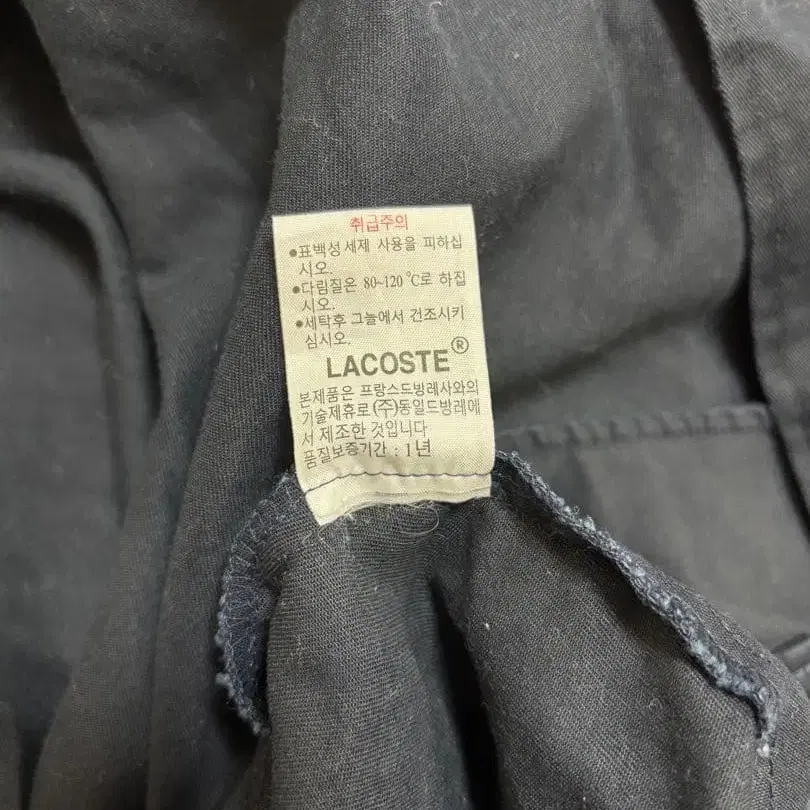 취급주의
●표백성 세제 사용을 피하십
시오.
●다림질은 80~120℃로 하십
시오.
●세탁후 그늘에서 건조시키
십시오.
LACOSTE®
본제품은 프랑스드방레사와의
기술제휴로 (주)동일드방레에
서 제조한 것입니다
품질보증기간 : 1년